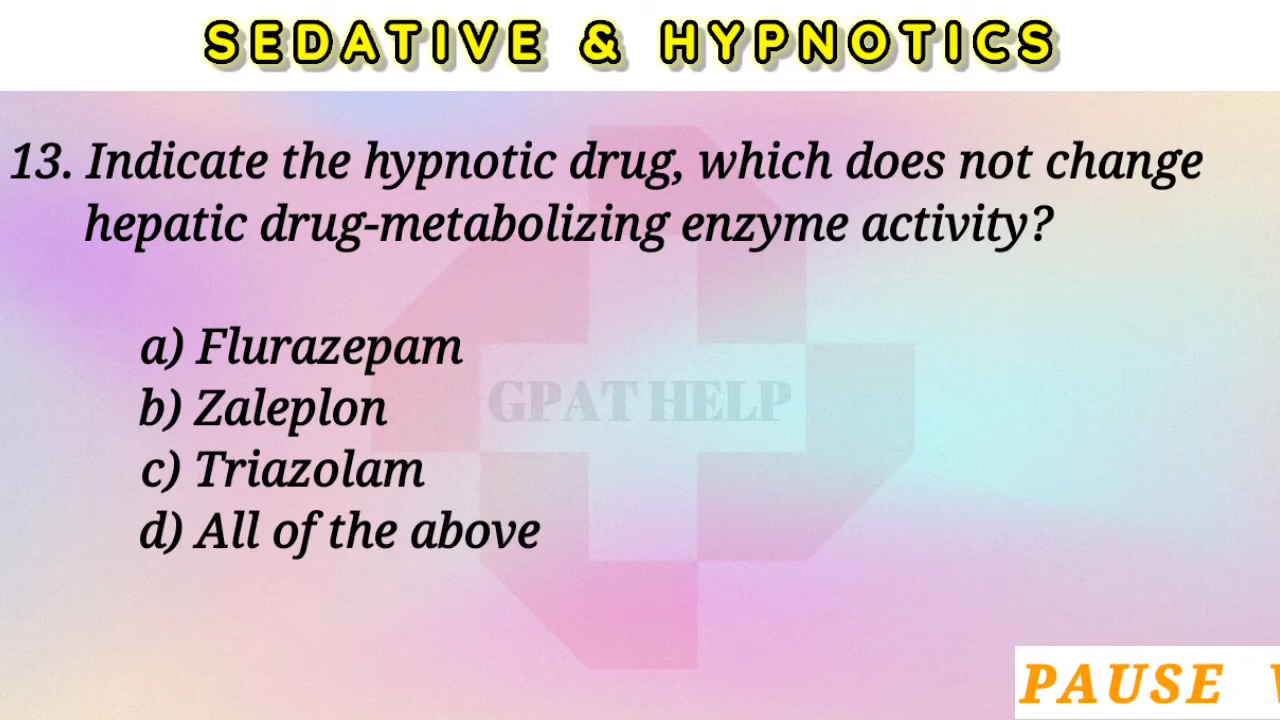 SEDATIVE & HYPNOTICS
13. Indicate the hypnotic drug, which does not change
hepatic drug-metabolizing enzyme activity?
a) Flurazepam
b) Zaleplon
GPAT HELP
c) Triazolam
d) All of the above
PAUSE